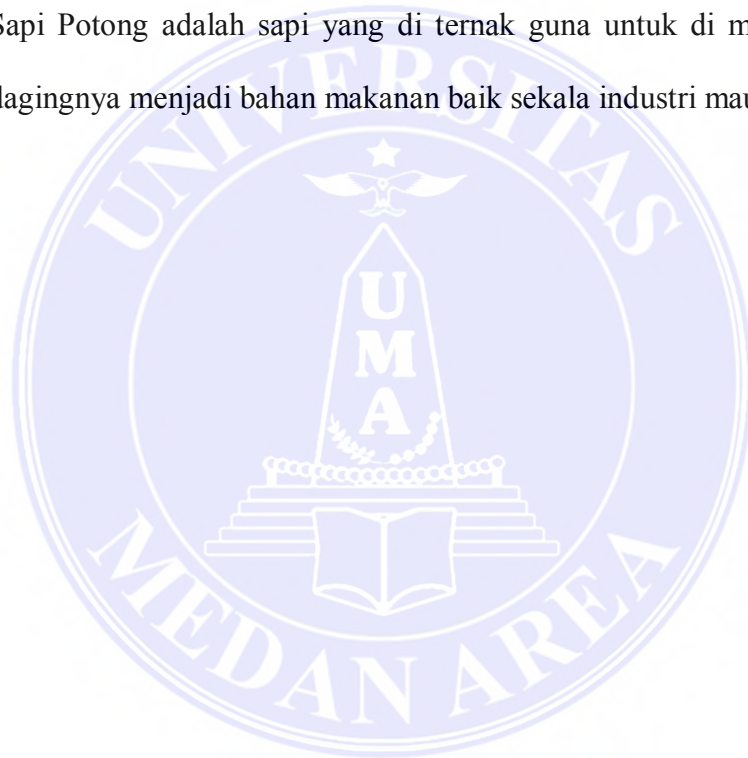 Sapi Potong adalah sapi yang di ternak guna untuk di m
dagingnya menjadi bahan makanan baik sekala industri mau
UNIVERSITAS
U
M
A
MEDAN AREA